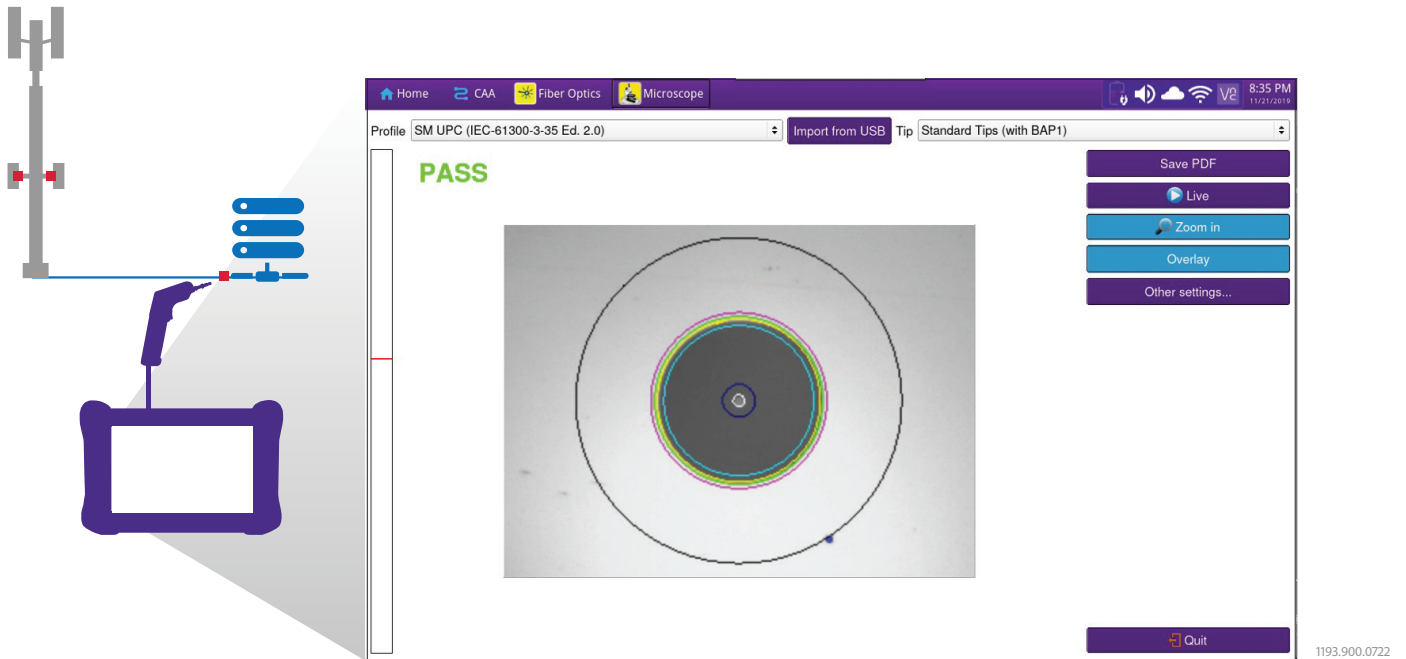 Home CAA Fiber Optics Microscope 8:35 PM
11/21/2019
Profile SM UPC (IEC-61300-3-35 Ed. 2.0) Import from USB Tip Standard Tips (with BAP1)
PASS
Save PDF
Live
Zoom in
Overlay
Other settings...
Quit
1193.900.0722